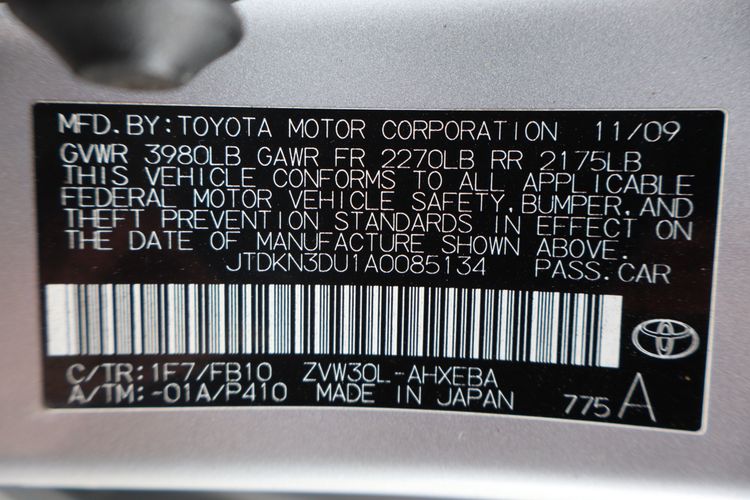 MFD.BY:TOYOTA MOTOR CORPORATION 11/09
GVWR 3980LB GAWR FR 2270LB RR 2175LB
THIS VEHICLE CONFORMS TO ALL APPLICABLE
FEDERAL MOTOR VEHICLE SAFETY,BUMPER,AND
THEFT PREVENTION STANDARDS IN EFFECT ON
THE DATE OF MANUFACTURE SHOWN ABOVE.
JTDKN3DU1A0085134 PASS.CAR
C/TR:1F7/FB10 ZVW30L-AHXEBA
A/TM:-01A/P410 MADE IN JAPAN 775A